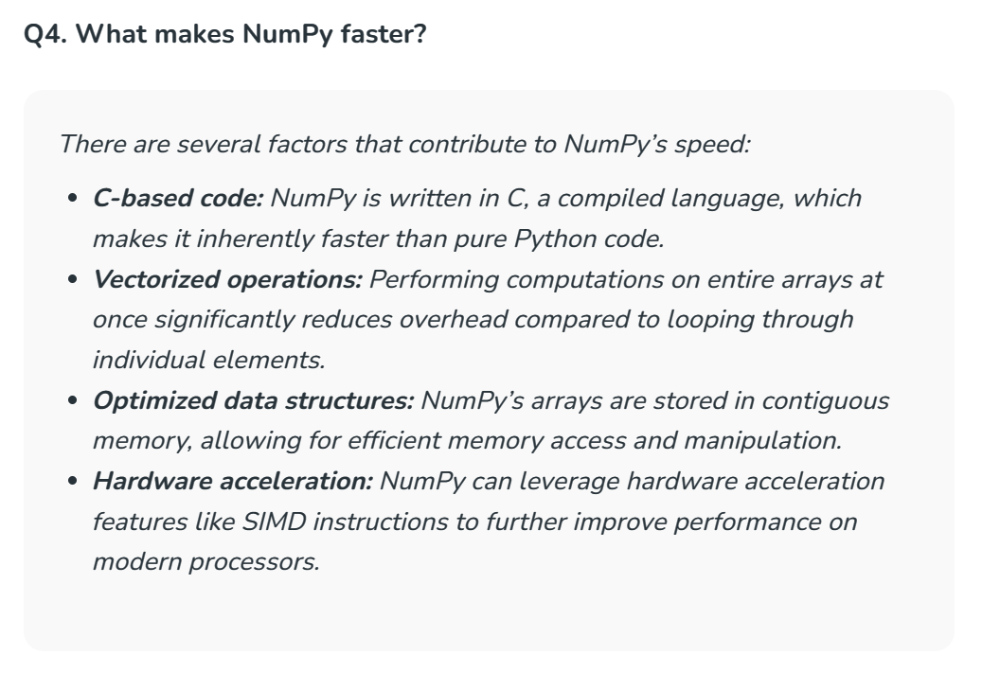 Q4. What makes NumPy faster?
There are several factors that contribute to NumPy’s speed:
• C-based code: NumPy is written in C, a compiled language, which
makes it inherently faster than pure Python code.
• Vectorized operations: Performing computations on entire arrays at
once significantly reduces overhead compared to looping through
individual elements.
• Optimized data structures: NumPy’s arrays are stored in contiguous
memory, allowing for efficient memory access and manipulation.
• Hardware acceleration: NumPy can leverage hardware acceleration
features like SIMD instructions to further improve performance on
modern processors.